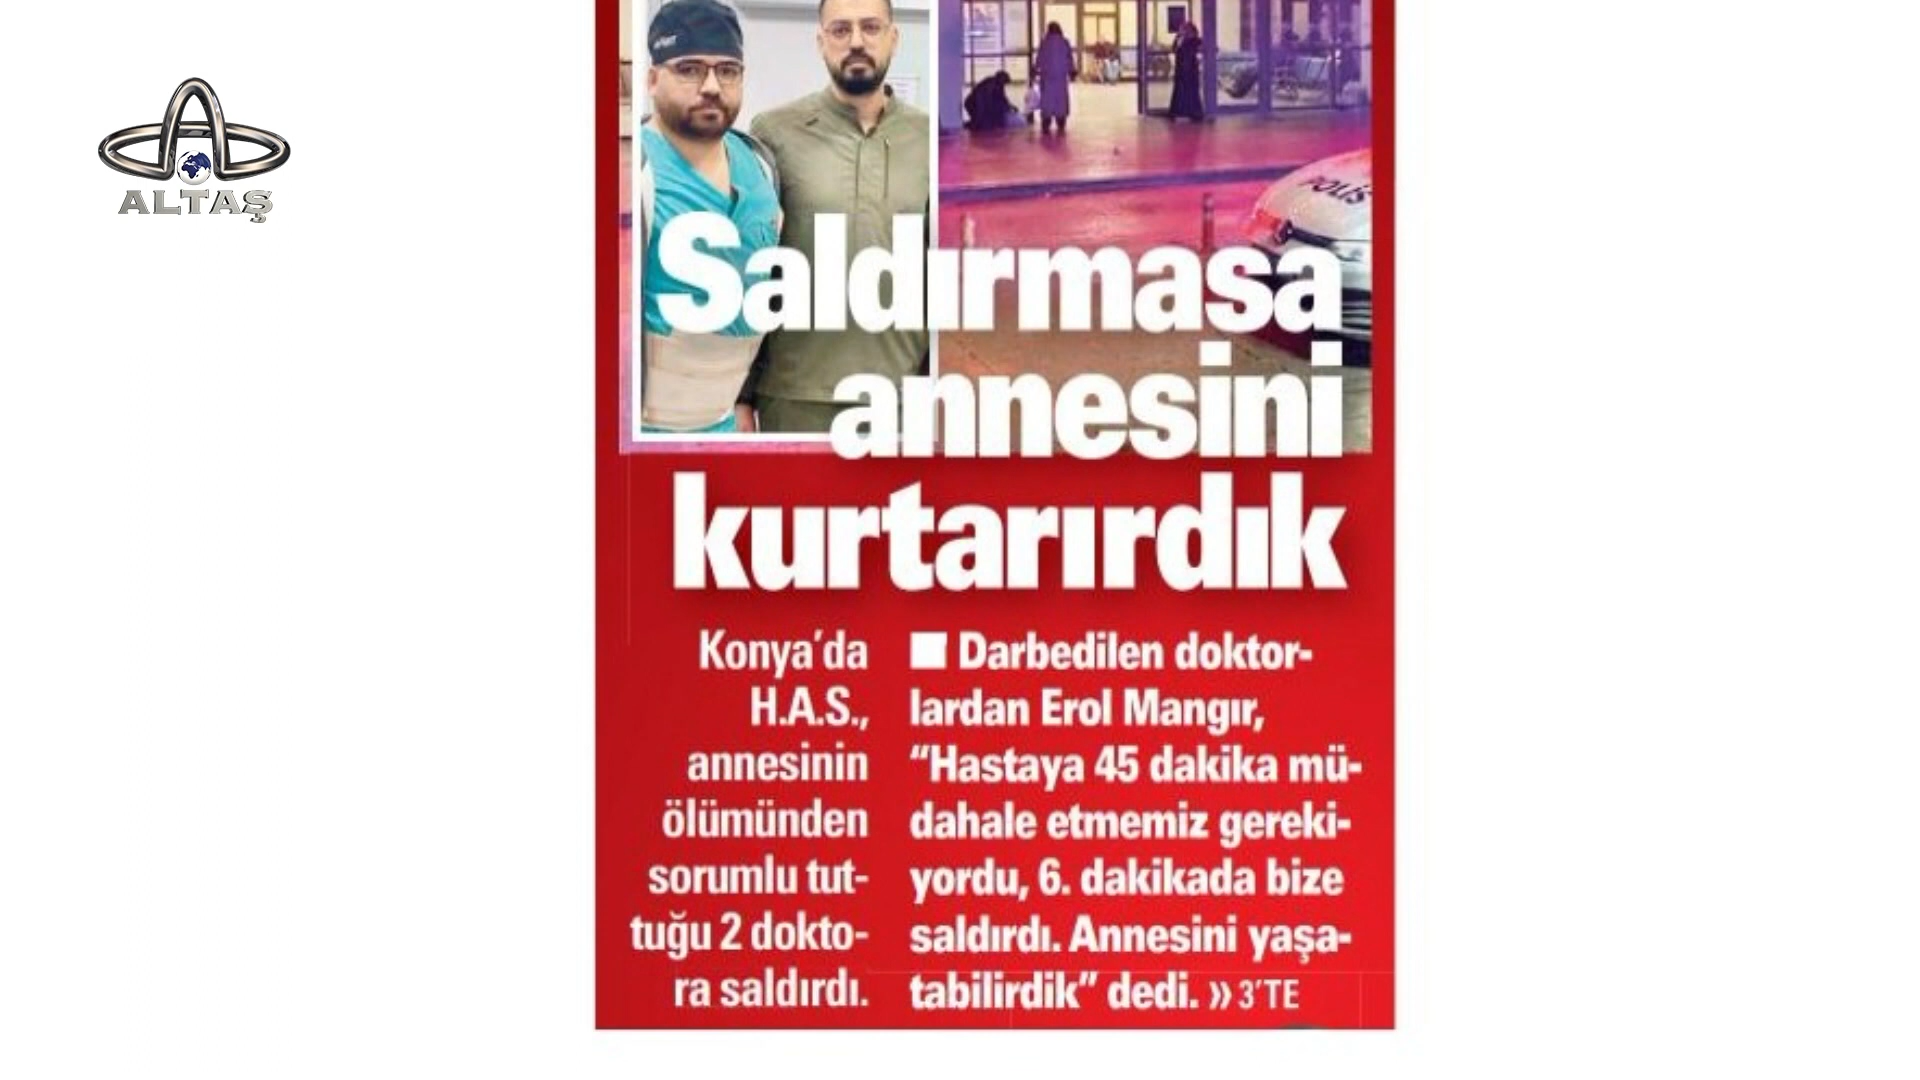 ALTAŞ
POLİS
Saldırmasa
annesini
kurtarırdık
Konya'da
H.A.S.,
annesinin
ölümünden
sorumlu tut-
tuğu 2 dokto-
ra saldırdı.
■ Darbedilen doktor-
lardan Erol Mangır,
“Hastaya 45 dakika mü-
dahale etmemiz gereki-
yordu, 6. dakikada bize
saldırdı. Annesini yaşa-
tabilirdik” dedi. » 3'TE